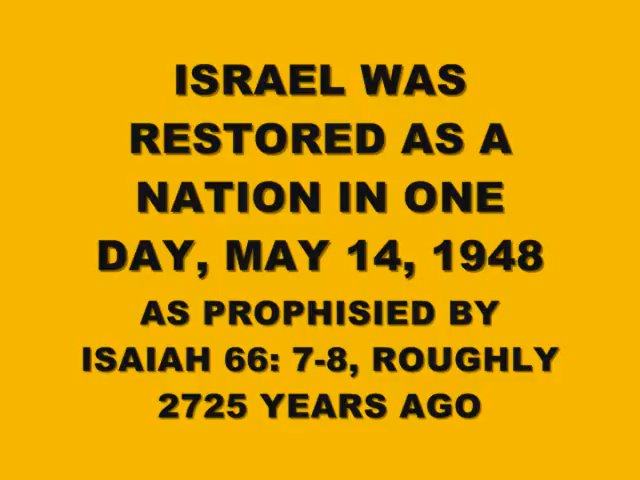 ISRAEL WAS
RESTORED AS A
NATION IN ONE
DAY, MAY 14, 1948
AS PROPHISIED BY
ISAIAH 66: 7-8, ROUGHLY
2725 YEARS AGO